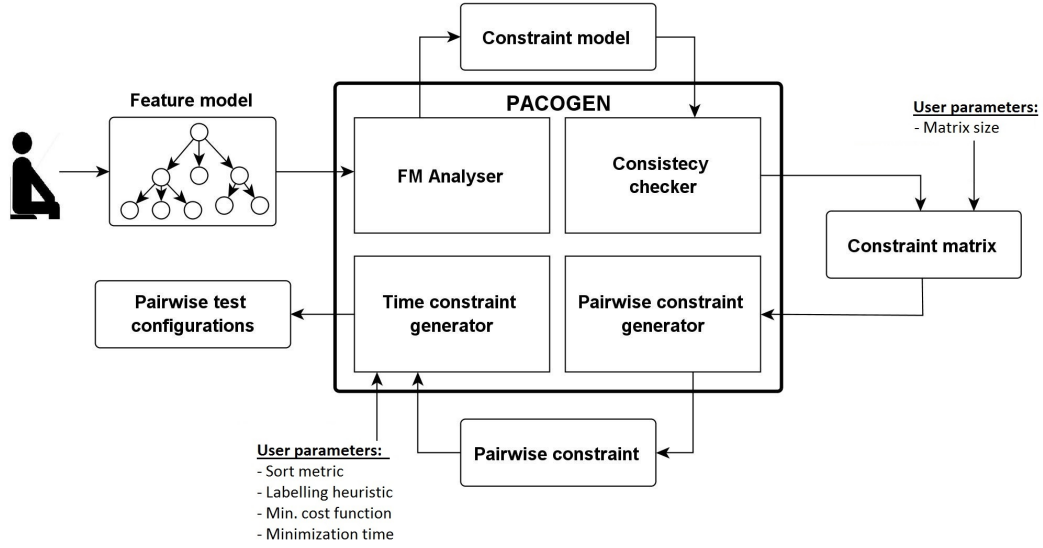 Constraint model
PACOGEN
Feature model
User parameters:
- Matrix size
FM Analyser
Consistecy
checker
Constraint matrix
Pairwise test
configurations
Time constraint
generator
Pairwise constraint
generator
Pairwise constraint
User parameters:
- Sort metric
- Labelling heuristic
- Min. cost function
- Minimization time